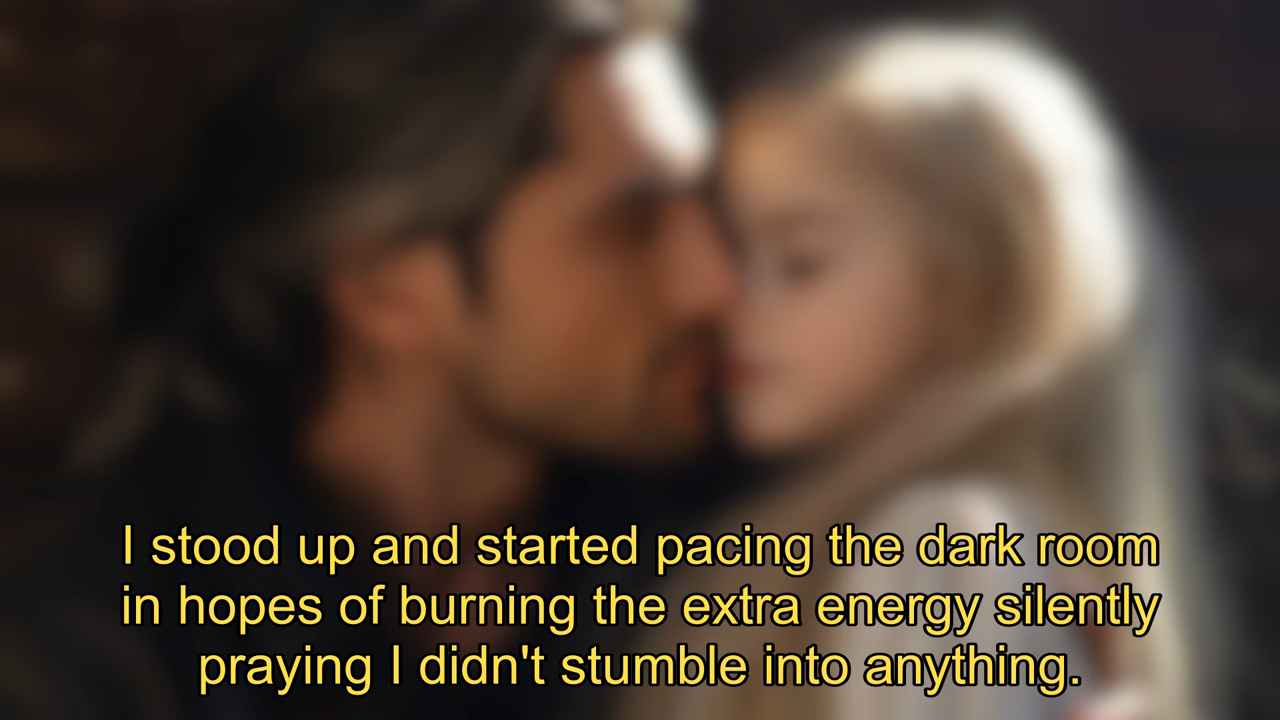 I stood up and started pacing the dark room
in hopes of burning the extra energy silently
praying I didn't stumble into anything.